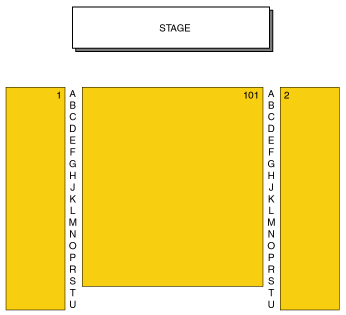 STAGE
1 101 2
A A
B B
C C
D D
E E
F F
G G
H H
J J
K K
L L
M M
N N
O O
P P
R R
S S
T T
U U